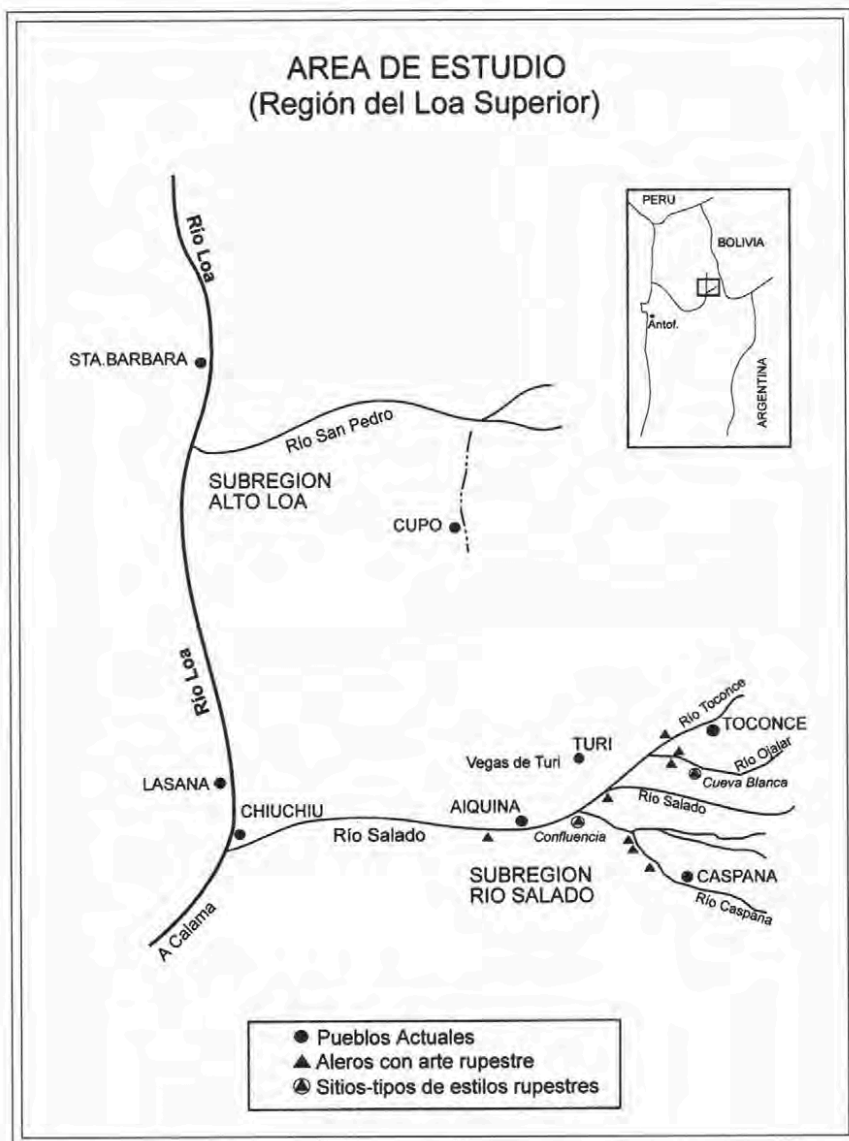 AREA DE ESTUDIO
(Región del Loa Superior)
PERU
BOLIVIA
Antof.
ARGENTINA
Río Loa
STA.BARBARA
Río San Pedro
SUBREGION
ALTO LOA
CUPO
Río Loa
Río Toconce
TOCONCE
TURI
Río Ojalar
Vegas de Turi
Cueva Blanca
LASANA
Río Salado
CHIUCHIU
AIQUINA
Río Salado
Confluencia
SUBREGION
RIO SALADO
CASPANA
Río Caspana
A Calama
Pueblos Actuales
Aleros con arte rupestre
Sitios-tipos de estilos rupestres